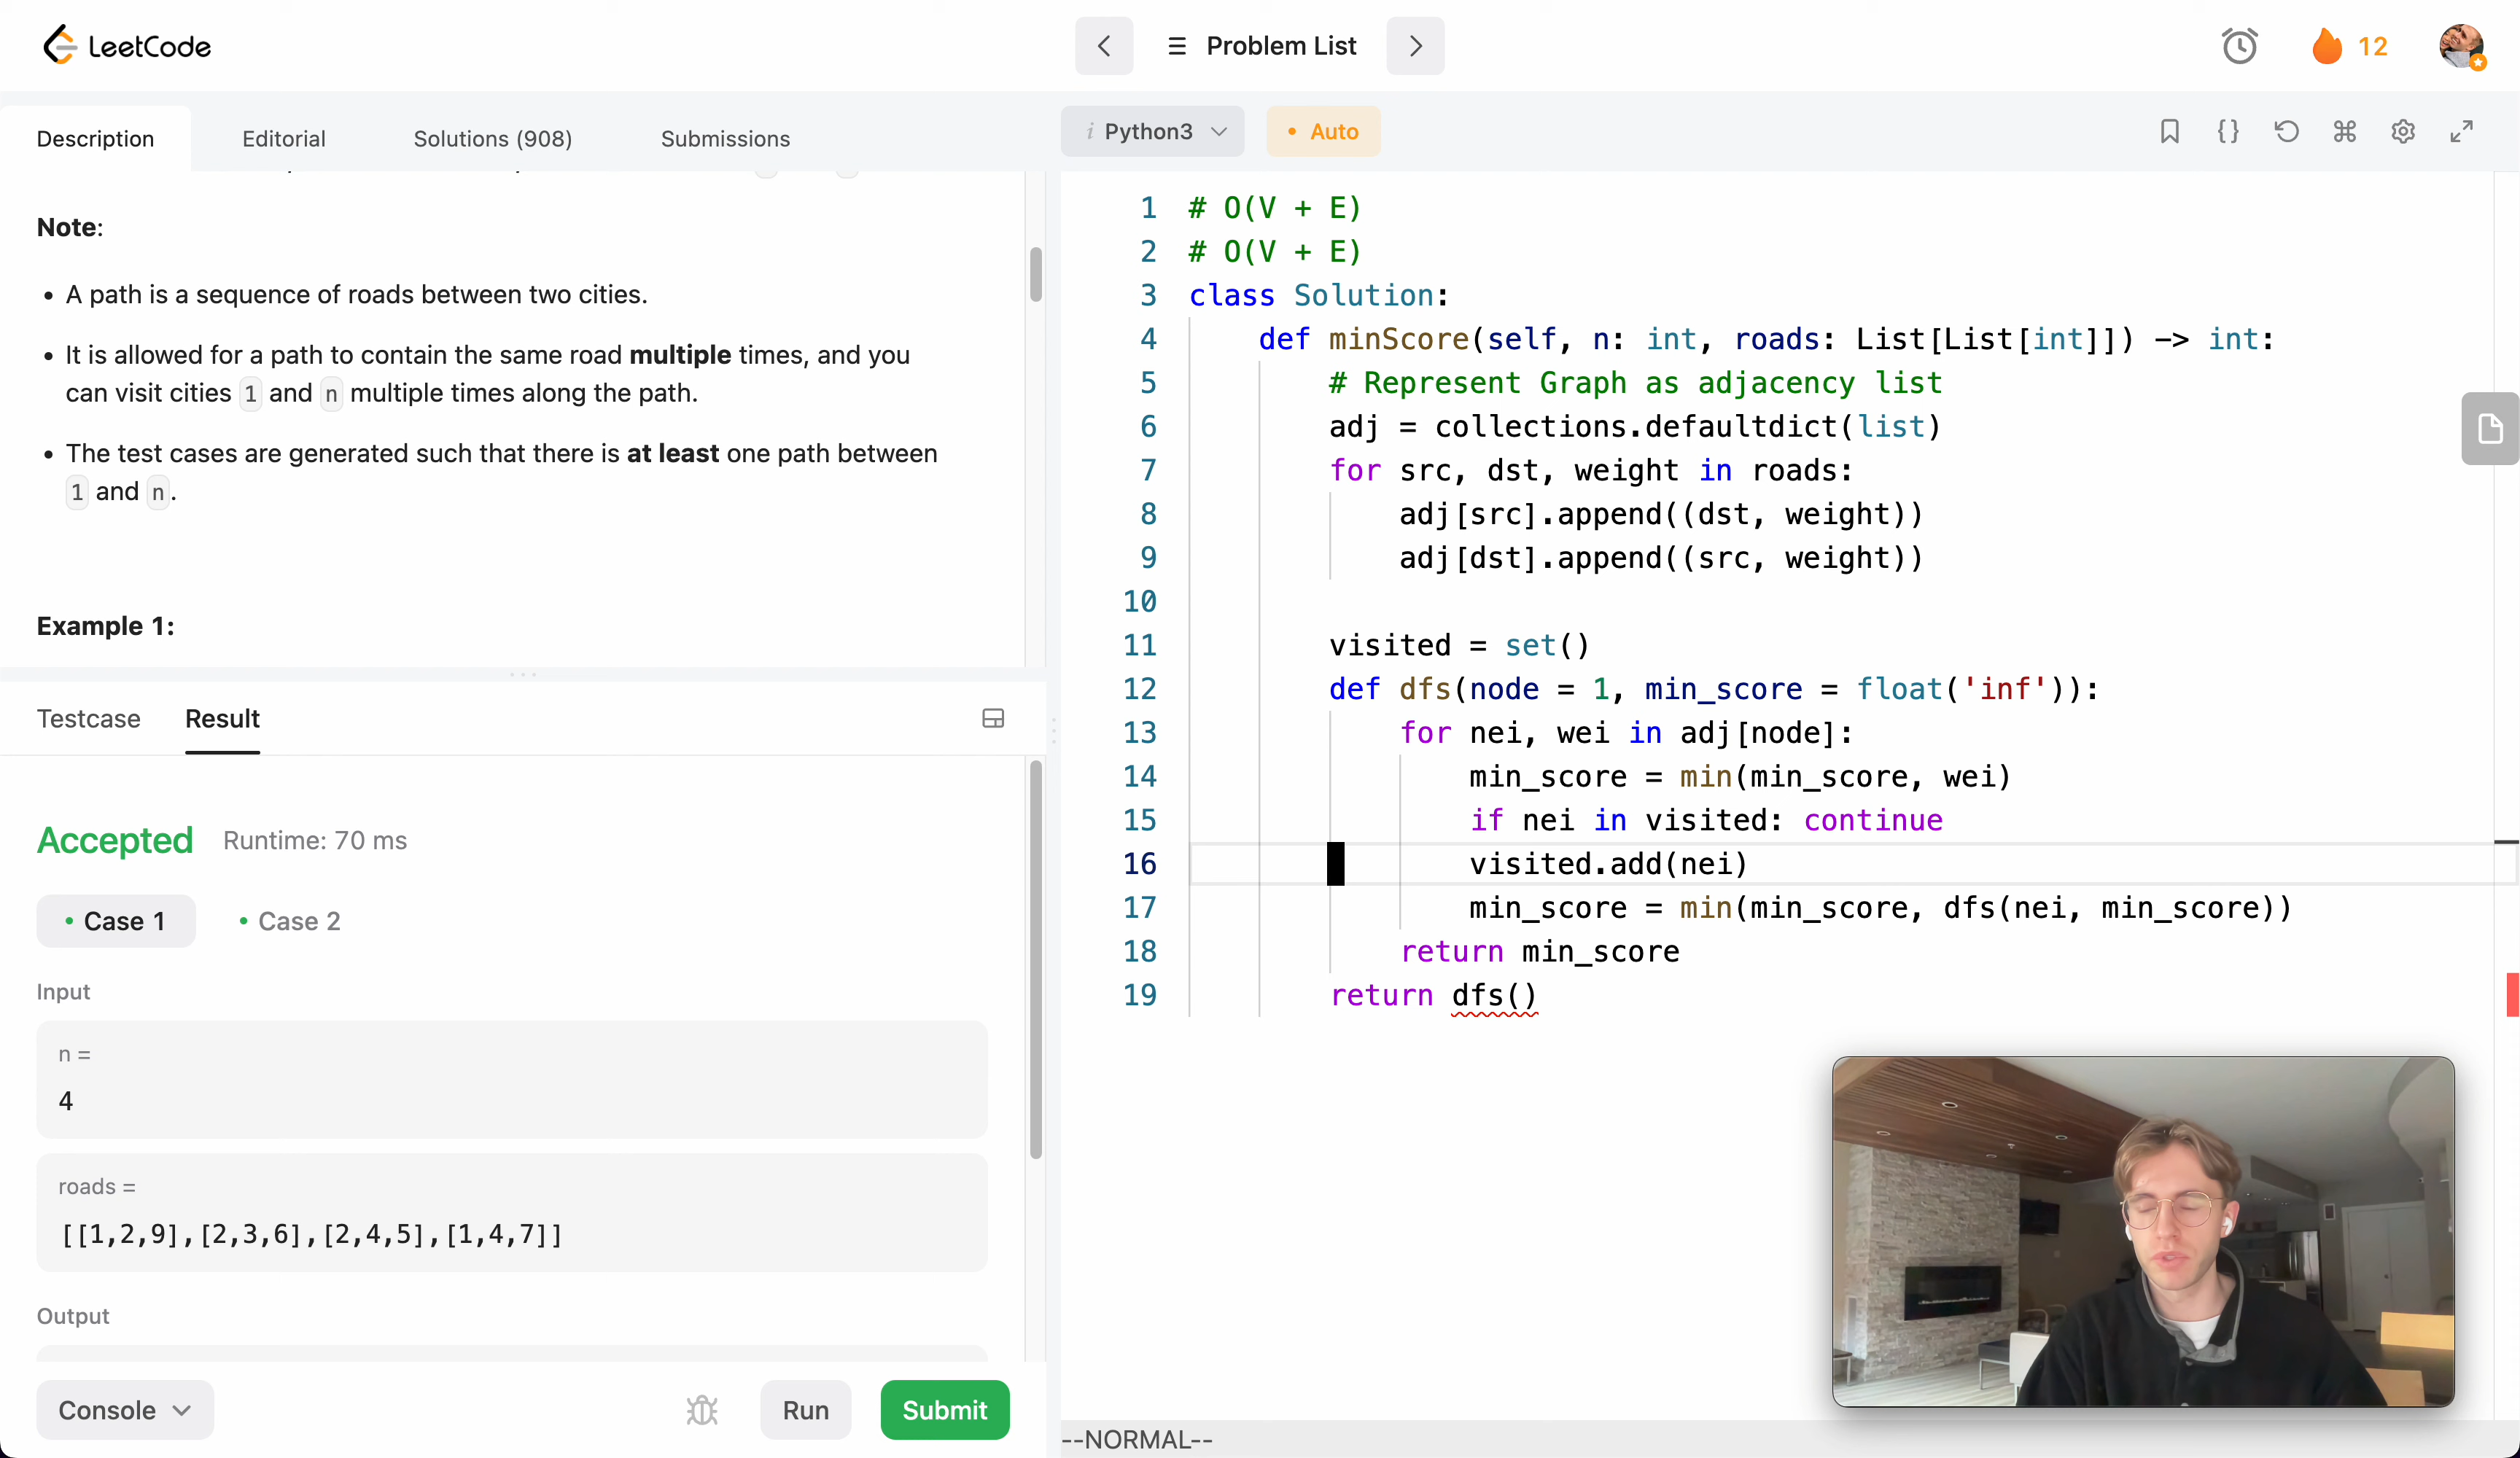 LeetCode
Problem List
12
Description
Editorial
Solutions (908)
Submissions
Note:
• A path is a sequence of roads between two cities.
• It is allowed for a path to contain the same road multiple times, and you
can visit cities 1 and n multiple times along the path.
• The test cases are generated such that there is at least one path between
1 and n.
Example 1:
Testcase
Result
Accepted
Runtime: 70 ms
• Case 1
• Case 2
Input
n =
4
roads =
[[1,2,9],[2,3,6],[2,4,5],[1,4,7]]
Output
Console
Run
Submit
i Python3
• Auto
1 # O(V + E)
2 # O(V + E)
3 class Solution:
4 def minScore(self, n: int, roads: List[List[int]]) -> int:
5 # Represent Graph as adjacency list
6 adj = collections.defaultdict(list)
7 for src, dst, weight in roads:
8 adj[src].append((dst, weight))
9 adj[dst].append((src, weight))
10
11 visited = set()
12 def dfs(node = 1, min_score = float('inf')):
13 for nei, wei in adj[node]:
14 min_score = min(min_score, wei)
15 if nei in visited: continue
16 visited.add(nei)
17 min_score = min(min_score, dfs(nei, min_score))
18 return min_score
19 return dfs()
--NORMAL--